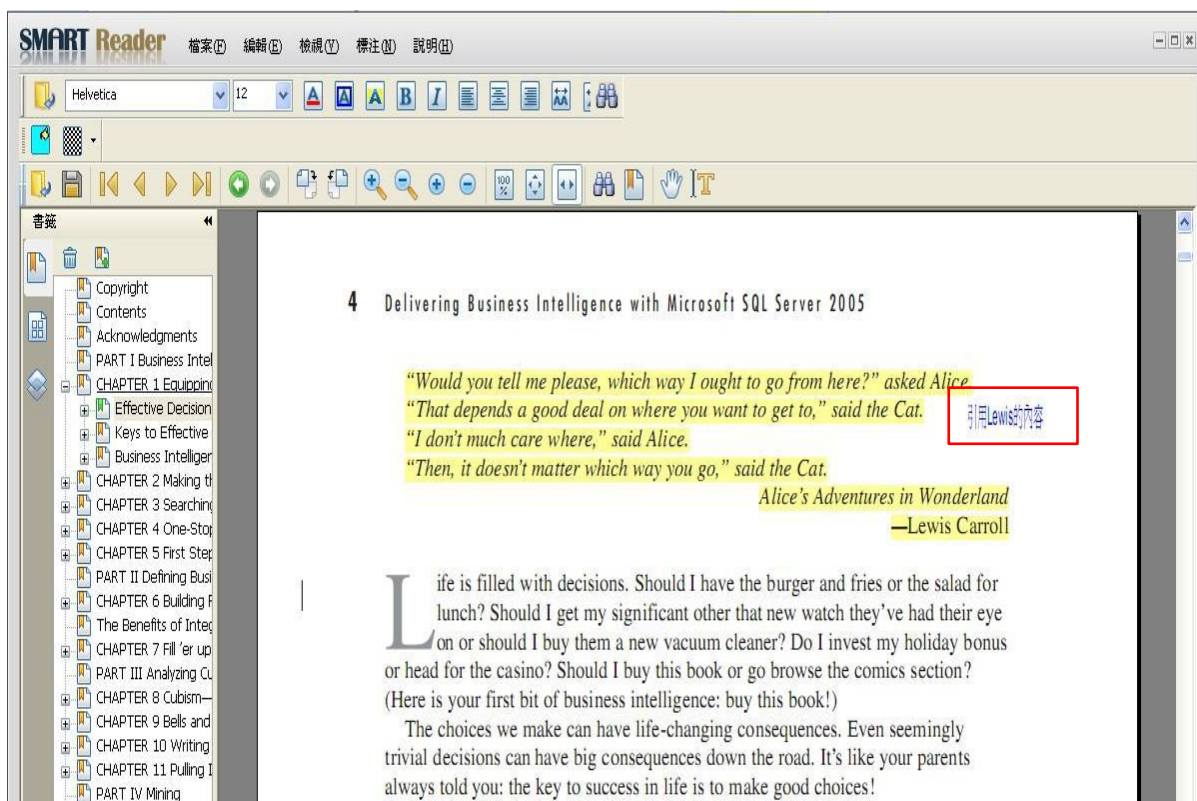 SMART Reader 檔案(F) 編輯(E) 檢視(V) 標注(N) 說明(H)
Helvetica 12 A A A B I
100 % T
書籤
Copyright
Contents
Acknowledgments
PART I Business Intel
CHAPTER 1 Equipping
Effective Decision
Keys to Effective
Business Intelligen
CHAPTER 2 Making th
CHAPTER 3 Searching
CHAPTER 4 One-Stop
CHAPTER 5 First Step
PART II Defining Busi
CHAPTER 6 Building F
The Benefits of Integ
CHAPTER 7 Fill 'er up
PART III Analyzing Cu
CHAPTER 8 Cubism—
CHAPTER 9 Bells and
CHAPTER 10 Writing
CHAPTER 11 Pulling I
PART IV Mining
4 Delivering Business Intelligence with Microsoft SQL Server 2005
“Would you tell me please, which way I ought to go from here?” asked Alice.
“That depends a good deal on where you want to get to,” said the Cat.
引用Lewis的內容
“I don’t much care where,” said Alice.
“Then, it doesn’t matter which way you go,” said the Cat.
Alice’s Adventures in Wonderland
—Lewis Carroll
Life is filled with decisions. Should I have the burger and fries or the salad for
lunch? Should I get my significant other that new watch they’ve had their eye
on or should I buy them a new vacuum cleaner? Do I invest my holiday bonus
or head for the casino? Should I buy this book or go browse the comics section?
(Here is your first bit of business intelligence: buy this book!)
The choices we make can have life-changing consequences. Even seemingly
trivial decisions can have big consequences down the road. It’s like your parents
always told you: the key to success in life is to make good choices!